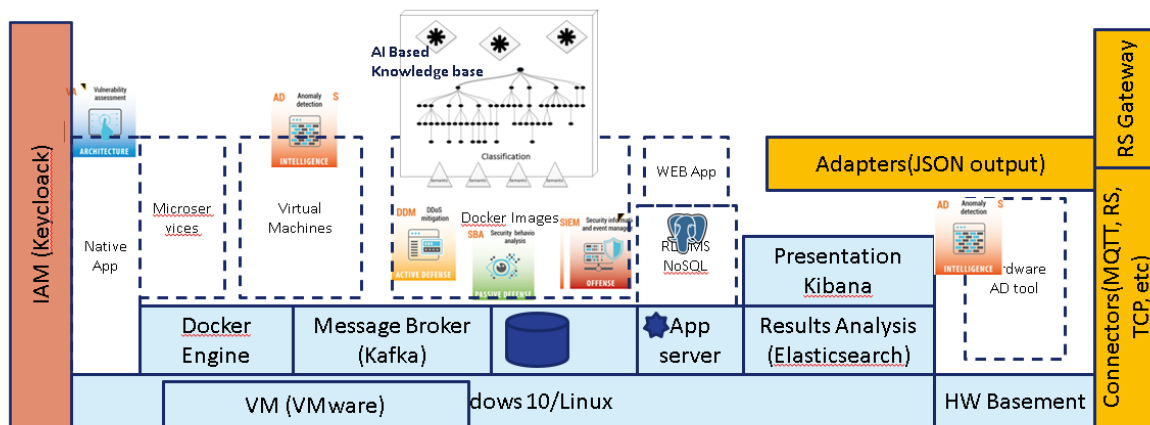 IAM (Keycloack)
VA
Vulnerability
assessment
ARCHITECTURE
Native
App
Microser
vices
AD
Anomaly
detection
S
INTELLIGENCE
Virtual
Machines
AI Based
Knowledge base
Classification
Docker Images
DDM
DDoS
mitigation
ACTIVE DEFENSE
SBA
Security behavio
analysis
PASSIVE DEFENSE
SIEM
Security informati
and event manage
OFFENSE
WEB App
NoSQL
Adapters(JSON output)
RS Gateway
Connectors(MQTT, RS,
TCP, etc)
Presentation
Kibana
AD
Anomaly
detection
S
INTELLIGENCE
rdware
AD tool
Docker
Engine
Message Broker
(Kafka)
App
server
Results Analysis
(Elasticsearch)
VM (VMware)
dows 10/Linux
HW Basement